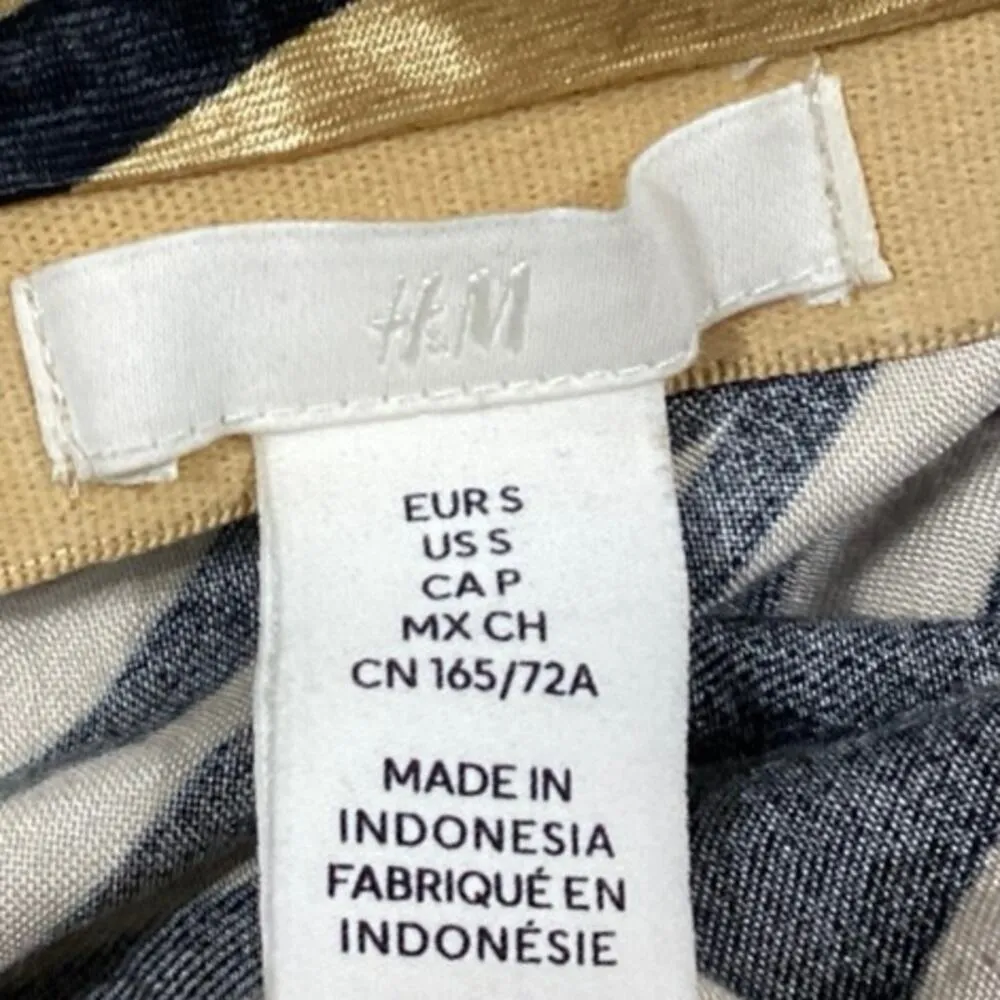 H&M
EUR S
US S
CA P
MX CH
CN 165/72A
MADE IN
INDONESIA
FABRIQUÉ EN
INDONÉSIE